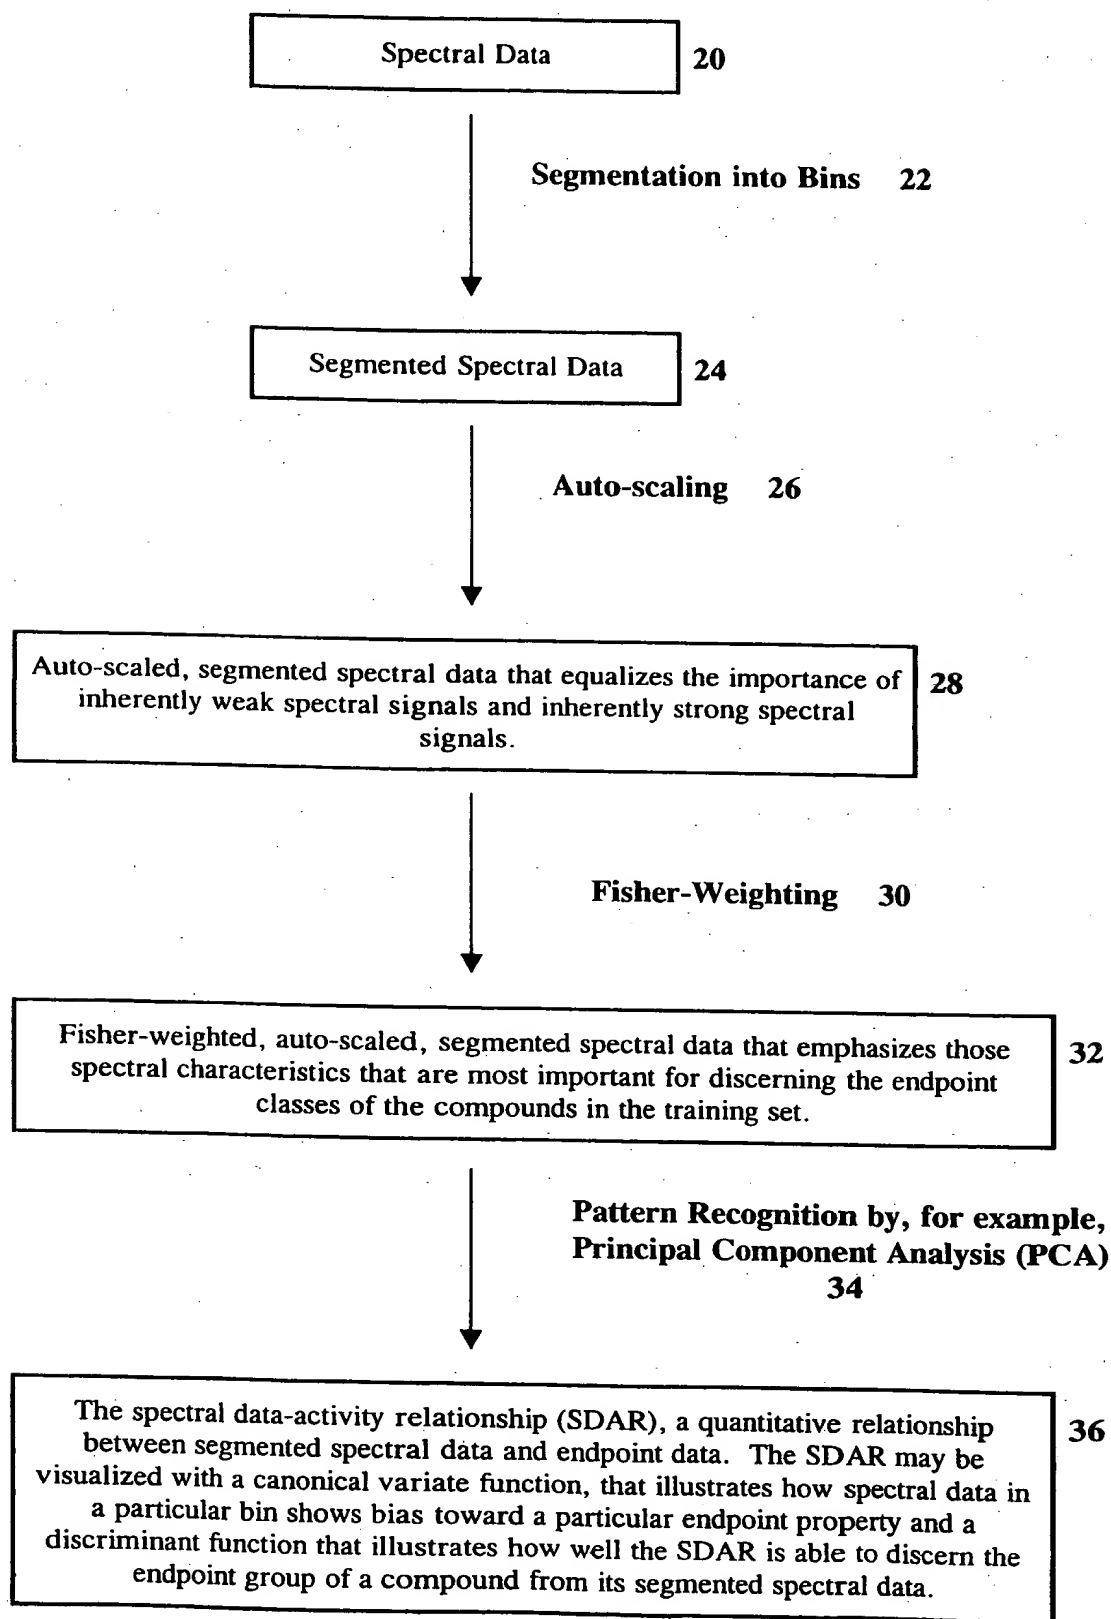 Spectral Data 20
Segmentation into Bins 22
Segmented Spectral Data 24
Auto-scaling 26
Auto-scaled, segmented spectral data that equalizes the importance of 28
inherently weak spectral signals and inherently strong spectral
signals.
Fisher-Weighting 30
Fisher-weighted, auto-scaled, segmented spectral data that emphasizes those 32
spectral characteristics that are most important for discerning the endpoint
classes of the compounds in the training set.
Pattern Recognition by, for example,
Principal Component Analysis (PCA)
34
The spectral data-activity relationship (SDAR), a quantitative relationship 36
between segmented spectral data and endpoint data. The SDAR may be
visualized with a canonical variate function, that illustrates how spectral data in
a particular bin shows bias toward a particular endpoint property and a
discriminant function that illustrates how well the SDAR is able to discern the
endpoint group of a compound from its segmented spectral data.